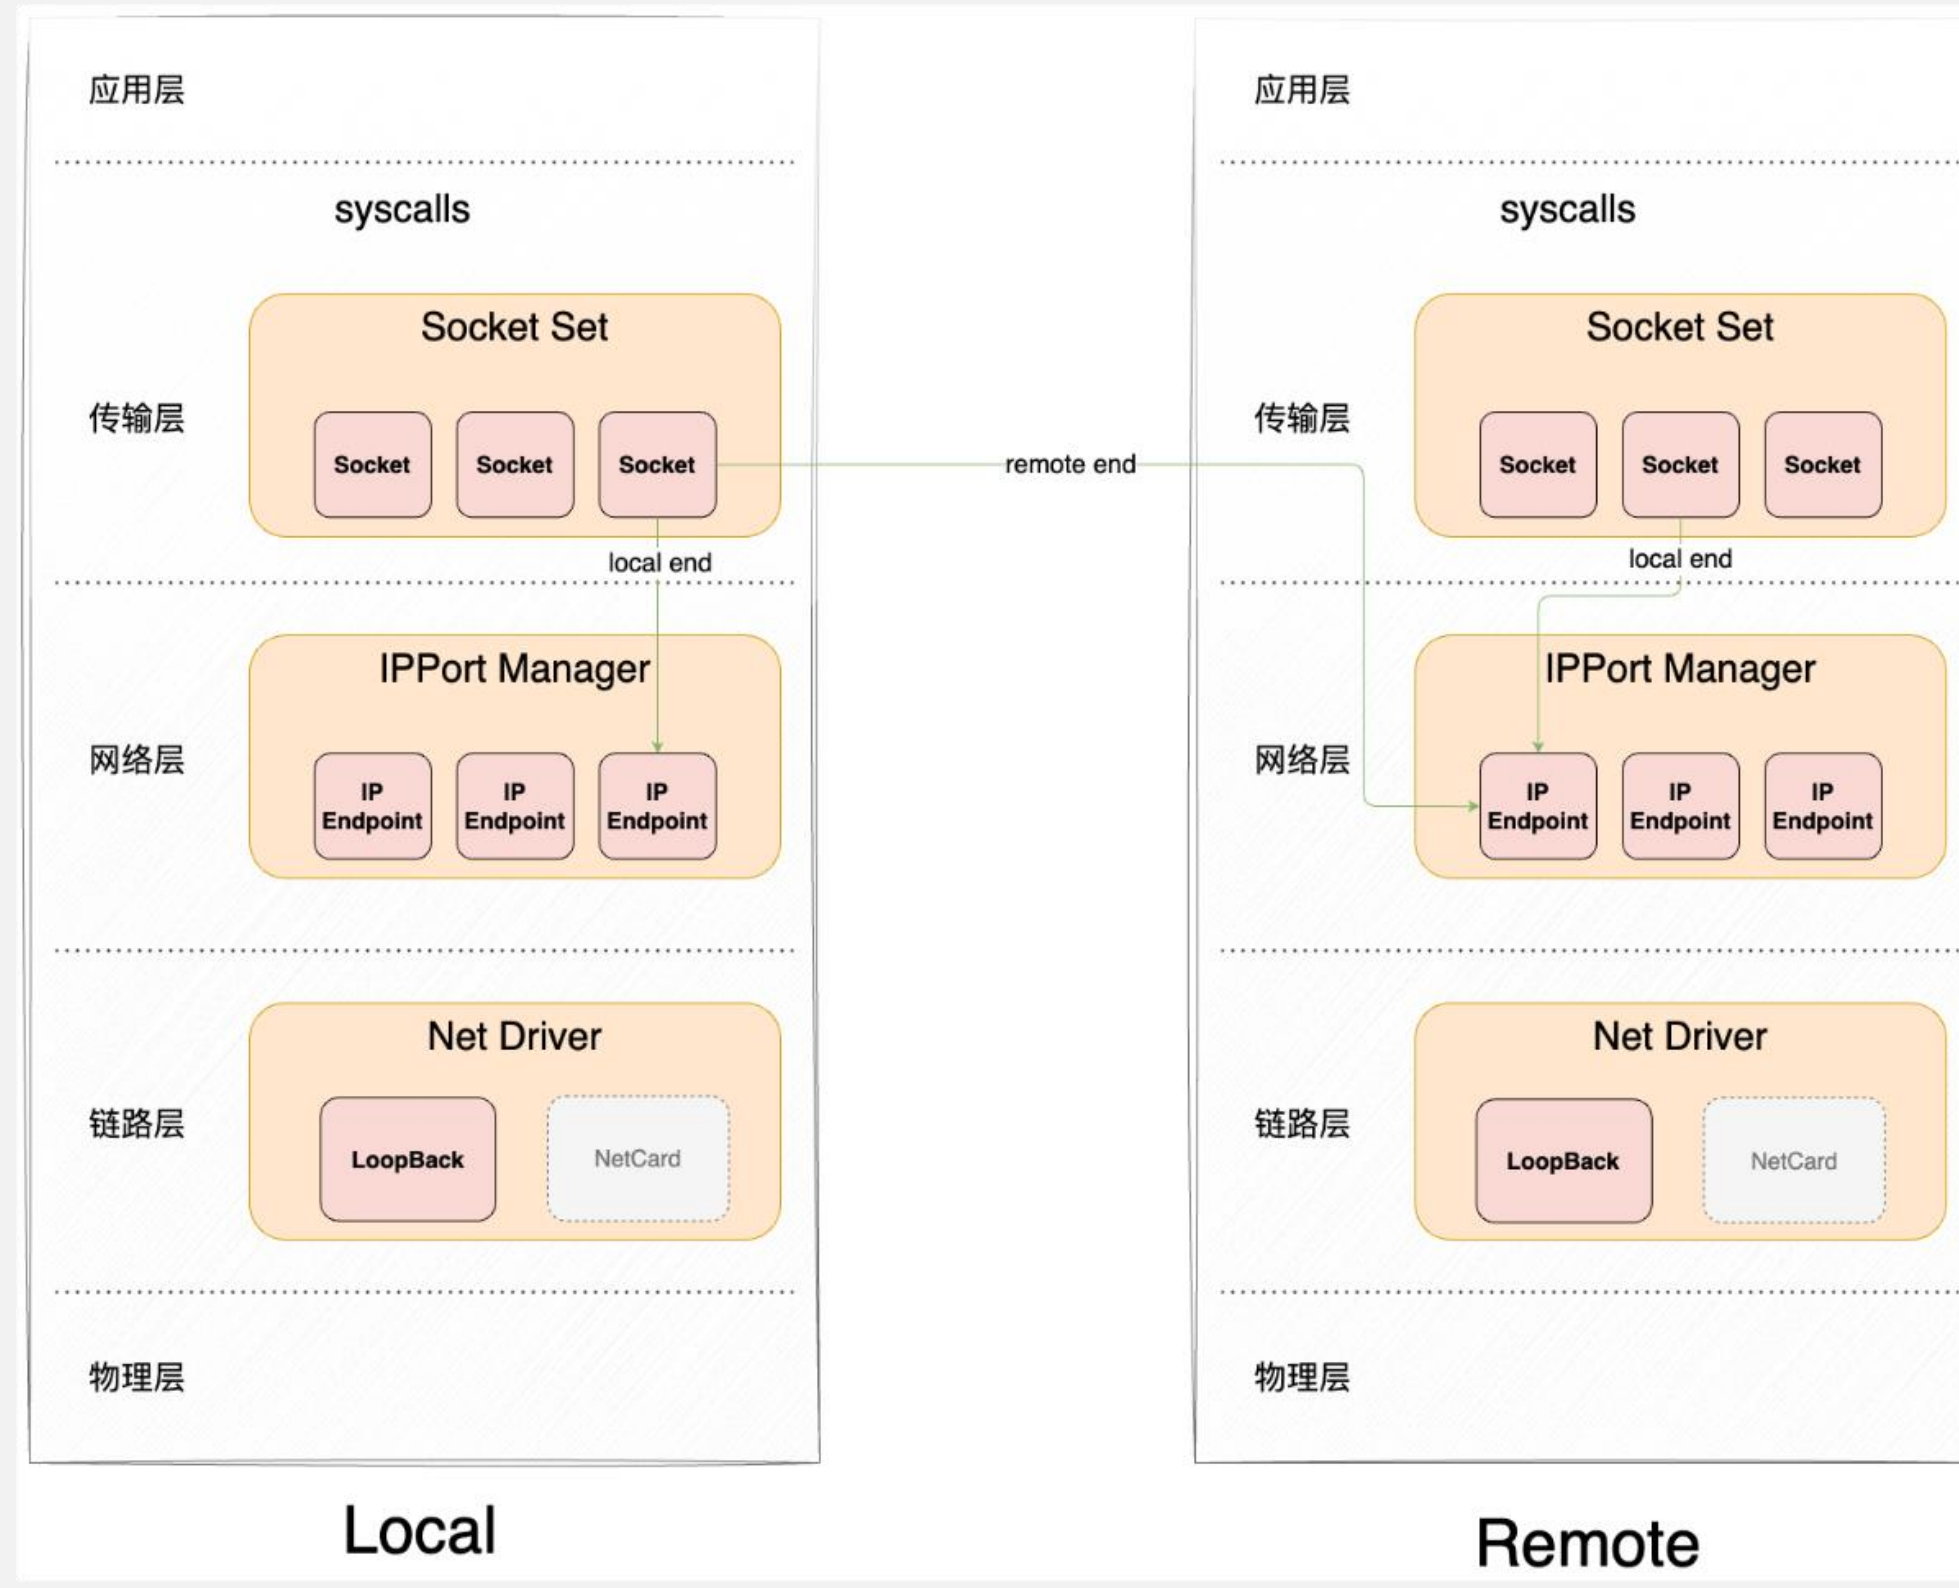 应用层
syscalls
Socket Set
传输层
Socket Socket Socket
local end
IPPort Manager
网络层
IP Endpoint
IP Endpoint
IP Endpoint
Net Driver
链路层
LoopBack NetCard
物理层
Local
remote end
应用层
syscalls
Socket Set
传输层
Socket Socket Socket
local end
IPPort Manager
网络层
IP Endpoint
IP Endpoint
IP Endpoint
Net Driver
链路层
LoopBack NetCard
物理层
Remote